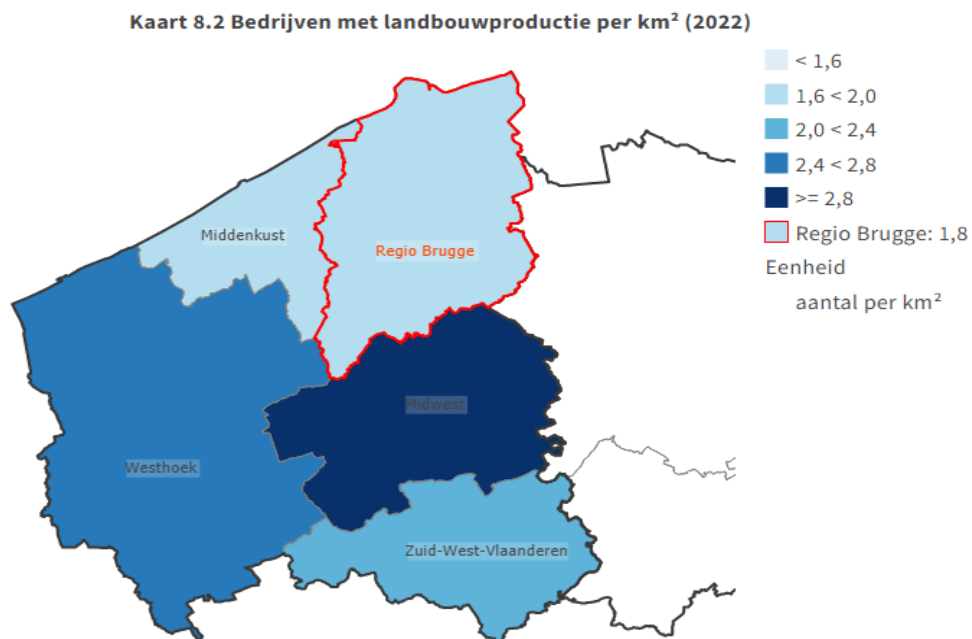 Kaart 8.2 Bedrijven met landbouwproductie per km² (2022)
< 1,6
1,6 < 2,0
2,0 < 2,4
2,4 < 2,8
>= 2,8
Regio Brugge: 1,8
Eenheid
aantal per km²
Middenkust
Regio Brugge
Midwest
Westhoek
Zuid-West-Vlaanderen